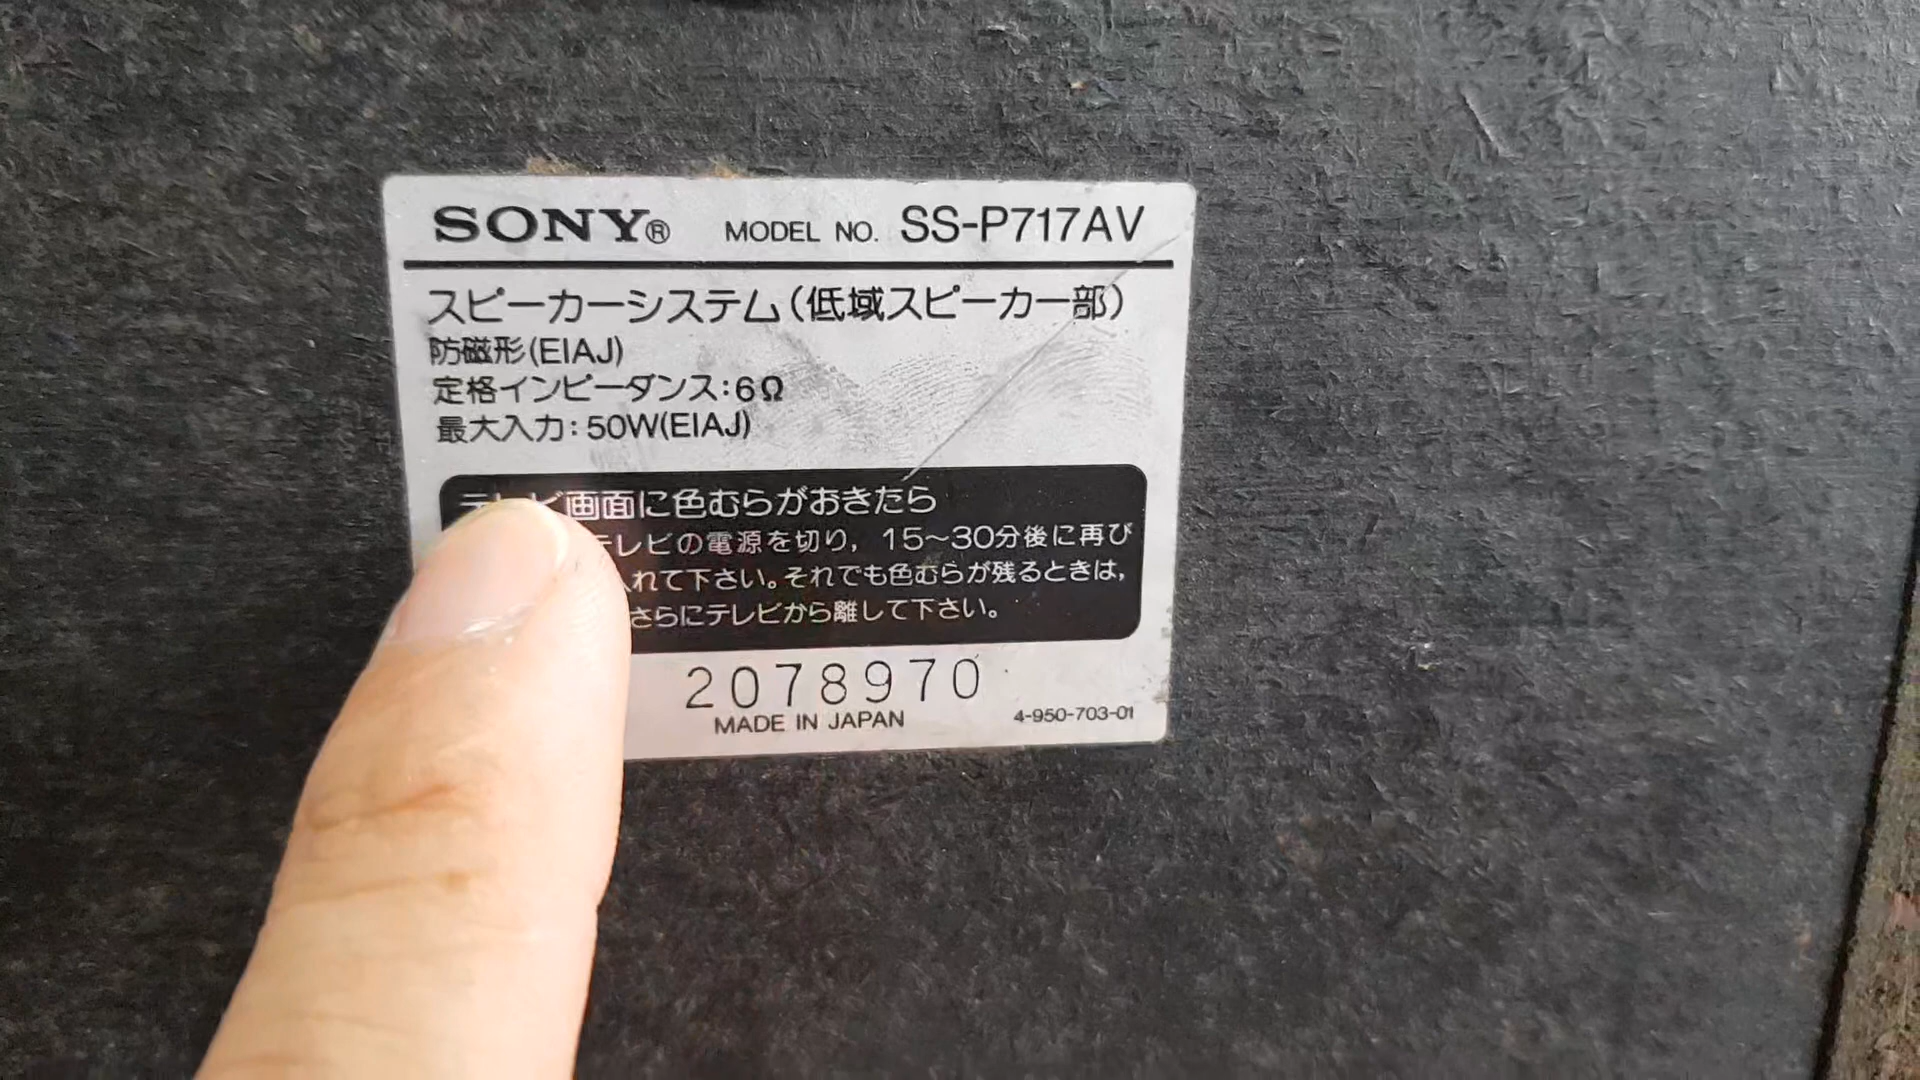 SONY® MODEL NO. SS-P717AV
スピーカーシステム(低域スピーカー部)
防磁形(EIAJ)
定格インピーダンス:6Ω
最大入力:50W(EIAJ)
テレビ画面に色むらがおきたら
テレビの電源を切り, 15~30分後に再び
入れて下さい。それでも色むらが残るときは,
さらにテレビから離して下さい。
2078970
MADE IN JAPAN 4-950-703-01